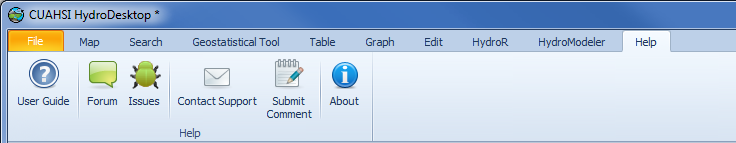 CUAHSI HydroDesktop *
File Map Search Geostatistical Tool Table Graph Edit HydroR HydroModeler Help
User Guide Forum Issues Contact Support Submit Comment About
Help